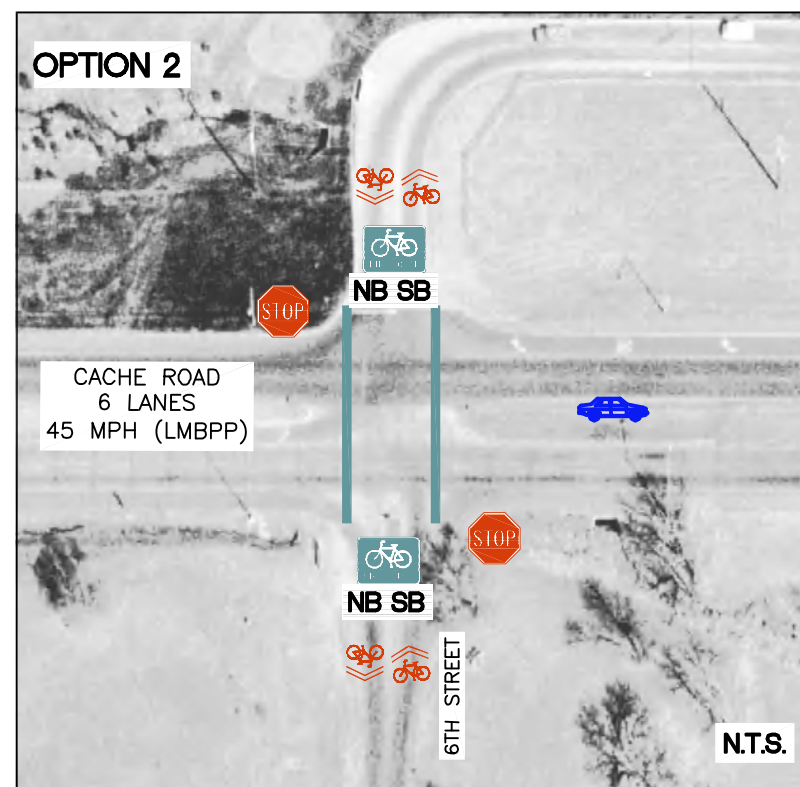 OPTION 2
NB SB
STOP
CACHE ROAD
6 LANES
45 MPH (LMBPP)
STOP
NB SB
6TH STREET
N.T.S.